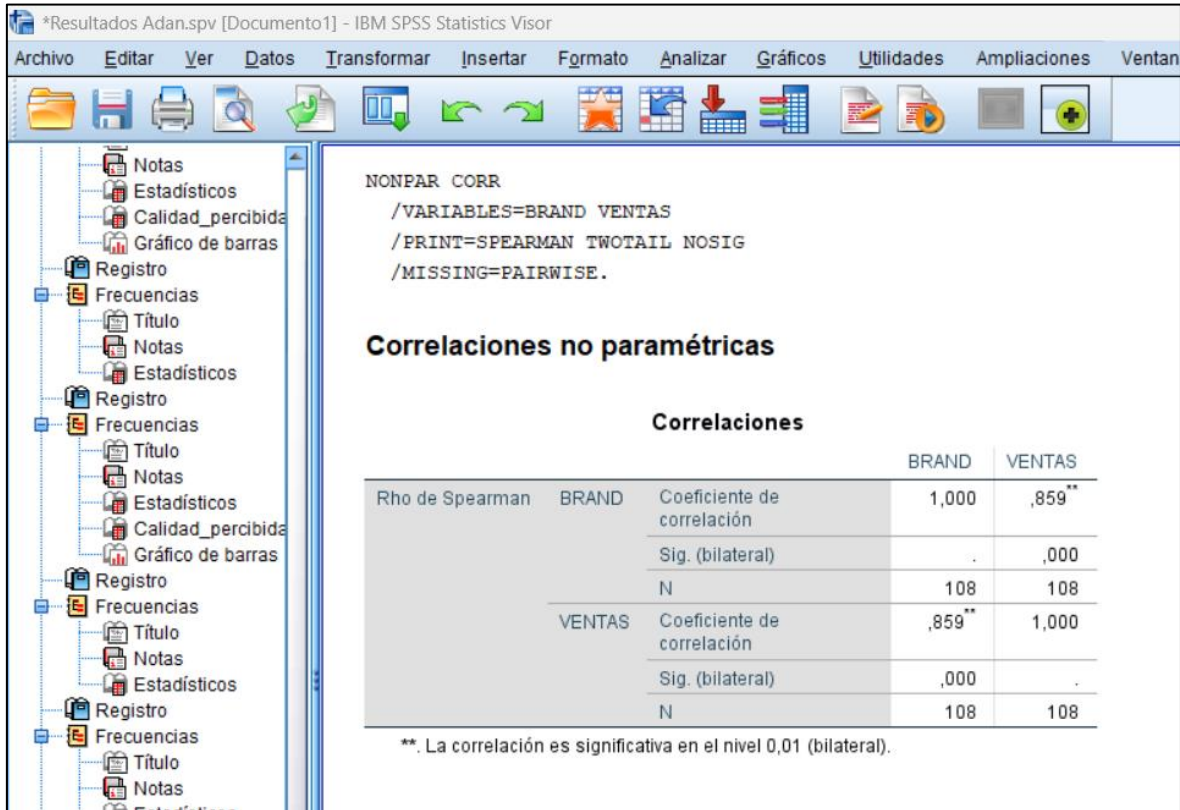 *Resultados Adan.spv [Documento1] - IBM SPSS Statistics Visor
Archivo Editar Ver Datos Transformar Insertar Formato Analizar Gráficos Utilidades Ampliaciones Ventan
Notas
Estadísticos
Calidad_percibida
Gráfico de barras
Registro
Frecuencias
Título
Notas
Estadísticos
Registro
Frecuencias
Título
Notas
Estadísticos
Calidad_percibida
Gráfico de barras
Registro
Frecuencias
Título
Notas
Estadísticos
Registro
Frecuencias
Título
Notas
NONPAR CORR
/VARIABLES=BRAND VENTAS
/PRINT=SPEARMAN TWOTAIL NOSIG
/MISSING=PAIRWISE.
Correlaciones no paramétricas
Correlaciones
BRAND VENTAS
Rho de Spearman BRAND Coeficiente de correlación 1,000 ,859**
Sig. (bilateral) . ,000
N 108 108
VENTAS Coeficiente de correlación ,859** 1,000
Sig. (bilateral) ,000 .
N 108 108
**. La correlación es significativa en el nivel 0,01 (bilateral).